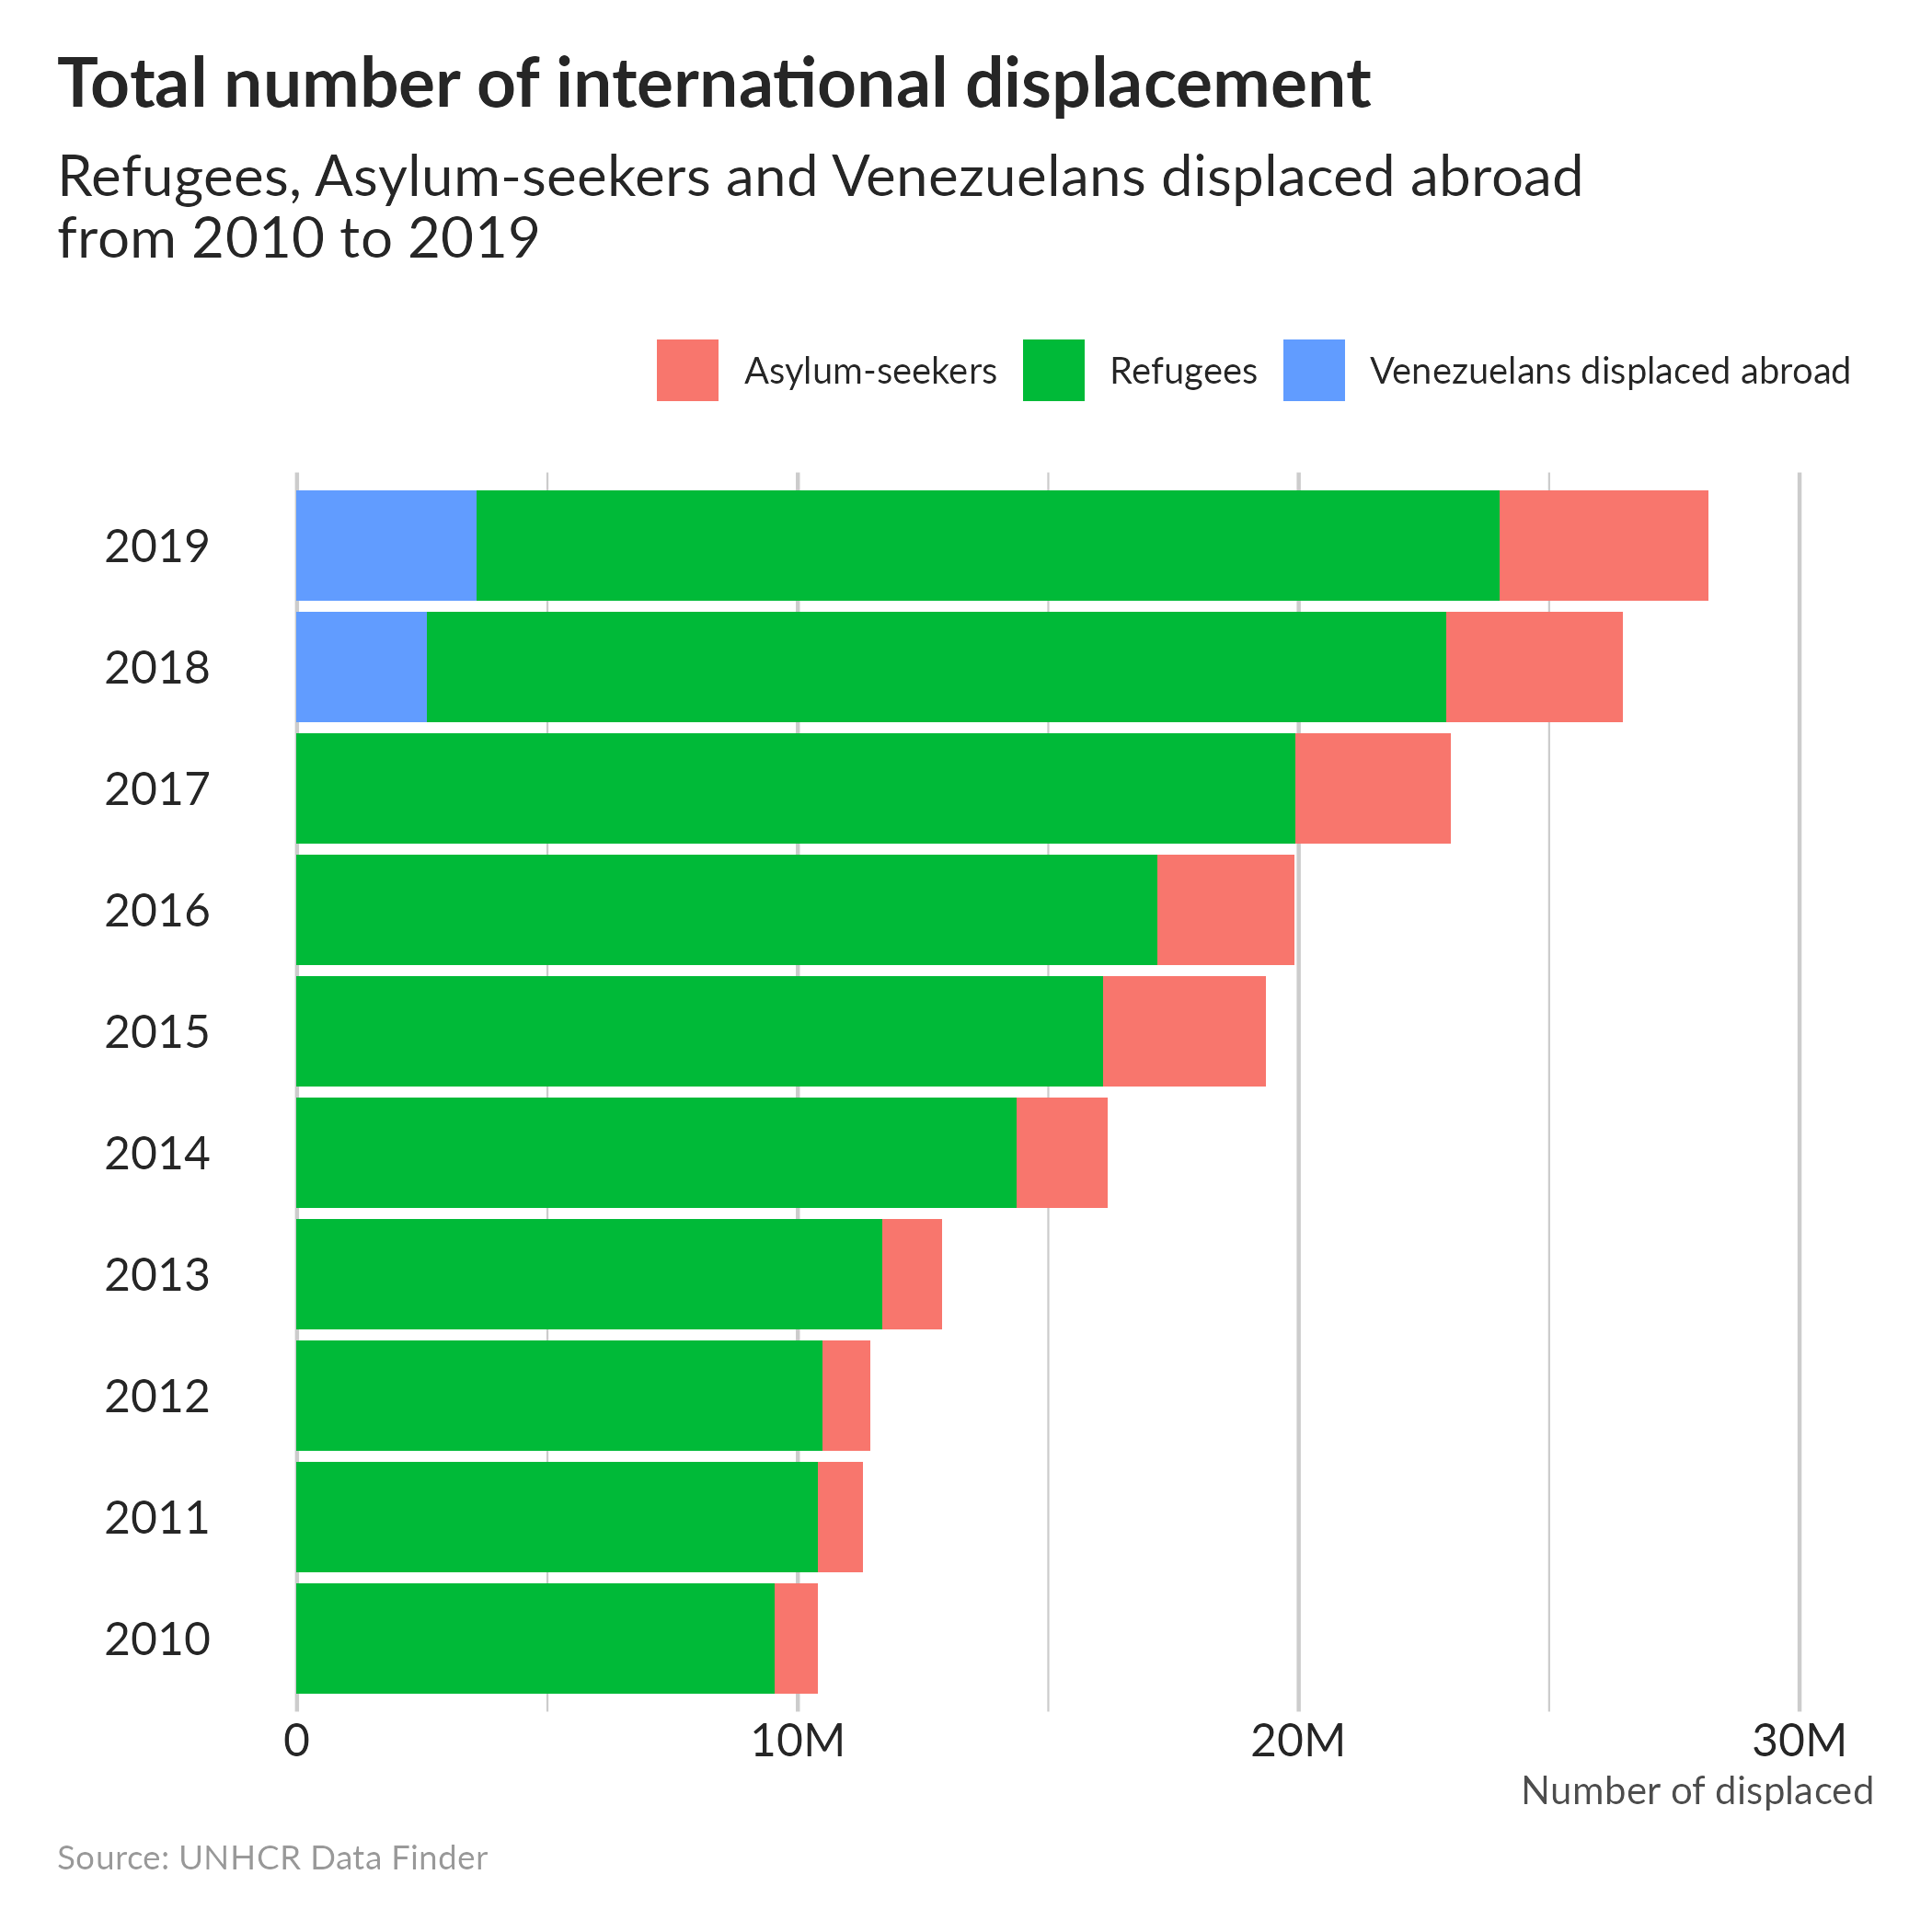 Total number of international displacement
Refugees, Asylum-seekers and Venezuelans displaced abroad
from 2010 to 2019
Asylum-seekers Refugees Venezuelans displaced abroad
2019
2018
2017
2016
2015
2014
2013
2012
2011
2010
0 10M 20M 30M
Number of displaced
Source: UNHCR Data Finder